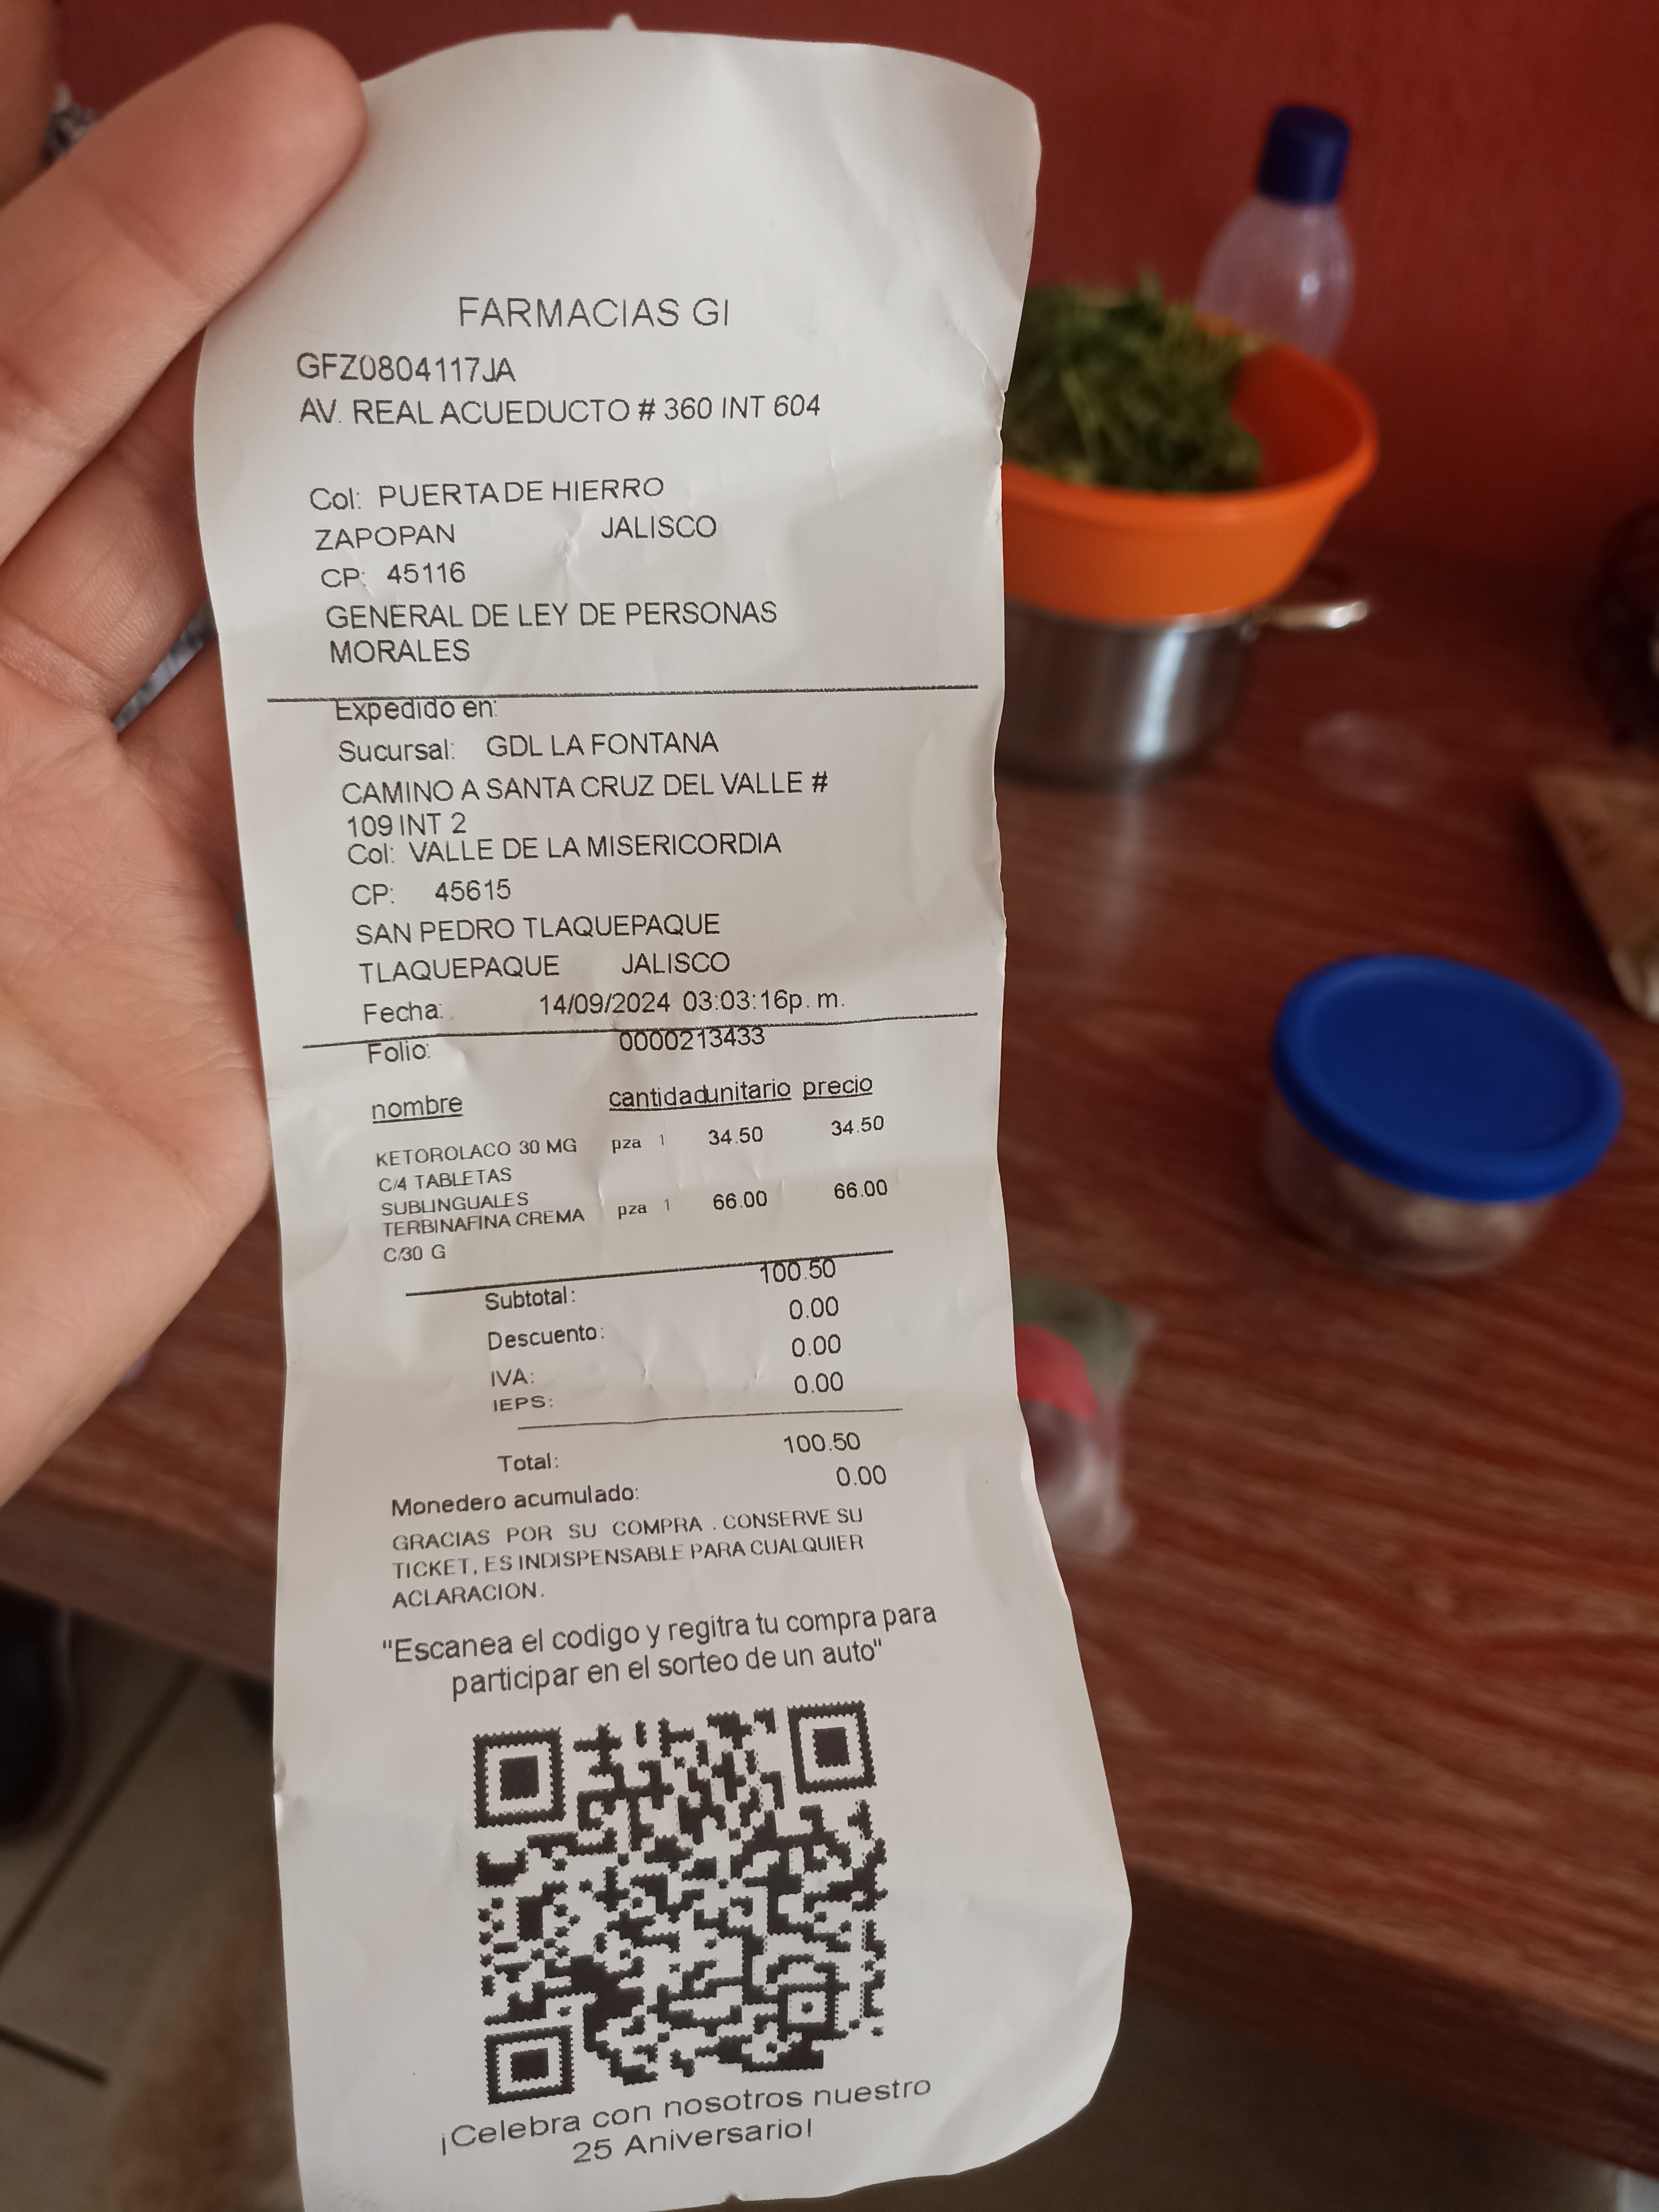 FARMACIAS GI
GFZ0804117JA
AV. REAL ACUEDUCTO # 360 INT 604
Col: PUERTA DE HIERRO
ZAPOPAN JALISCO
CP: 45116
GENERAL DE LEY DE PERSONAS
MORALES
Expedido en:
Sucursal: GDL LA FONTANA
CAMINO A SANTA CRUZ DEL VALLE #
109 INT 2
Col: VALLE DE LA MISERICORDIA
CP: 45615
SAN PEDRO TLAQUEPAQUE
TLAQUEPAQUE JALISCO
Fecha: 14/09/2024 03:03:16p. m.
Folio: 0000213433
nombre cantidad unitario precio
KETOROLACO 30 MG pza 1 34.50 34.50
C/4 TABLETAS
SUBLINGUALES
TERBINAFINA CREMA pza 1 66.00 66.00
C/30 G
Subtotal: 100.50
Descuento: 0.00
IVA: 0.00
IEPS: 0.00
Total: 100.50
Monedero acumulado: 0.00
GRACIAS POR SU COMPRA . CONSERVE SU
TICKET, ES INDISPENSABLE PARA CUALQUIER
ACLARACION.
"Escanea el codigo y regitra tu compra para
participar en el sorteo de un auto"
¡Celebra con nosotros nuestro
25 Aniversario!